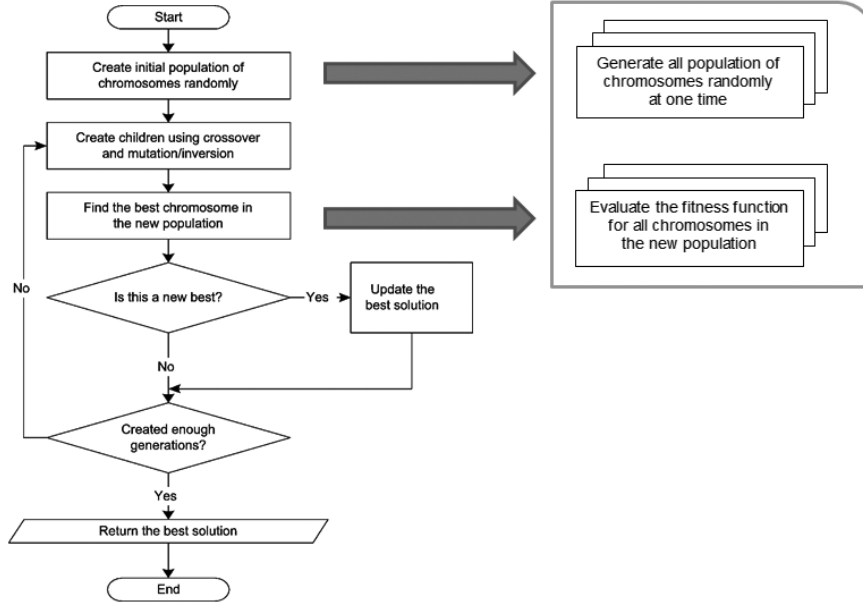 Start
Create initial population of
chromosomes randomly
Create children using crossover
and mutation/inversion
Find the best chromosome in
the new population
No
Is this a new best?
Yes
Update the
best solution
No
Created enough
generations?
Yes
Return the best solution
End
Generate all population of
chromosomes randomly
at one time
Evaluate the fitness function
for all chromosomes in
the new population